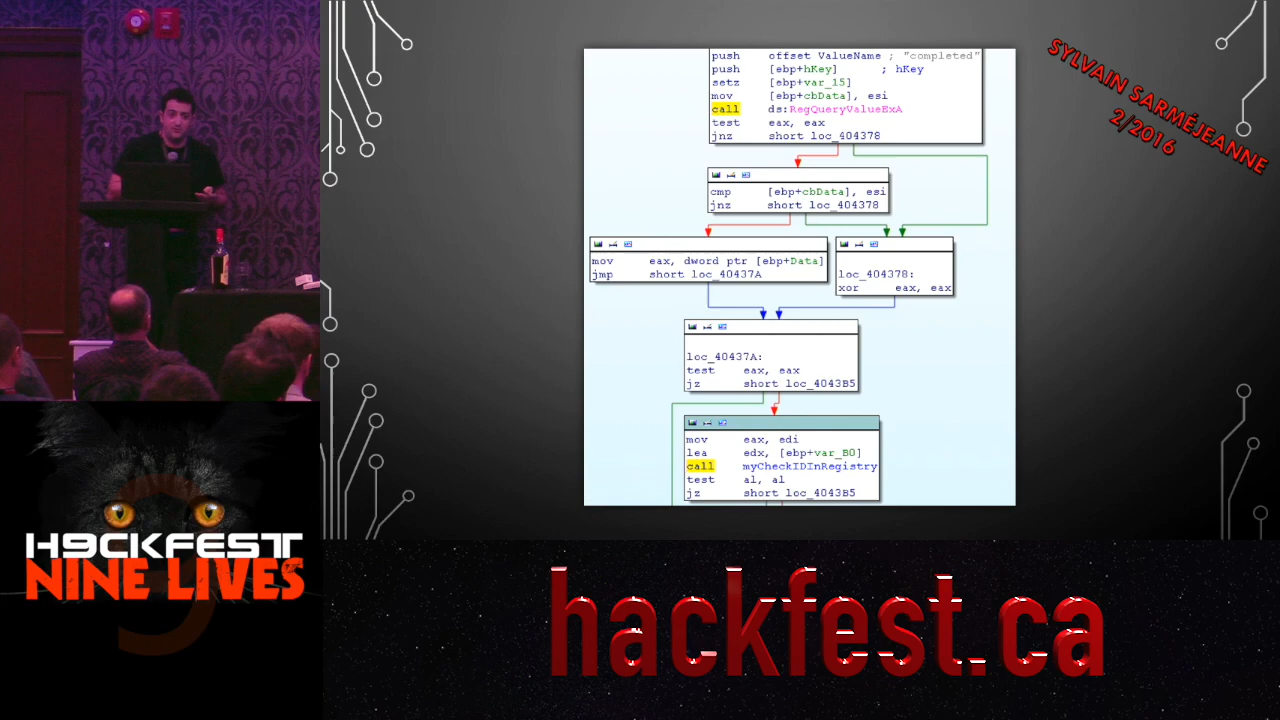 push offset ValueName ; "completed"
push [ebp+hKey] ; hKey
setz [ebp+var_15]
mov [ebp+cbData], esi
call ds:RegQueryValueExA
test eax, eax
jnz short loc_404378
cmp [ebp+cbData], esi
jnz short loc_404378
mov eax, dword ptr [ebp+Data]
jmp short loc_40437A
loc_404378:
xor eax, eax
loc_40437A:
test eax, eax
jz short loc_4043B5
mov eax, edi
lea edx, [ebp+var_B0]
call myCheckIDInRegistry
test al, al
jz short loc_4043B5
SYLVAIN SARMÉJEANNE
2/2016
H9CKFEST
NINE LIVES
9
hackfest.ca